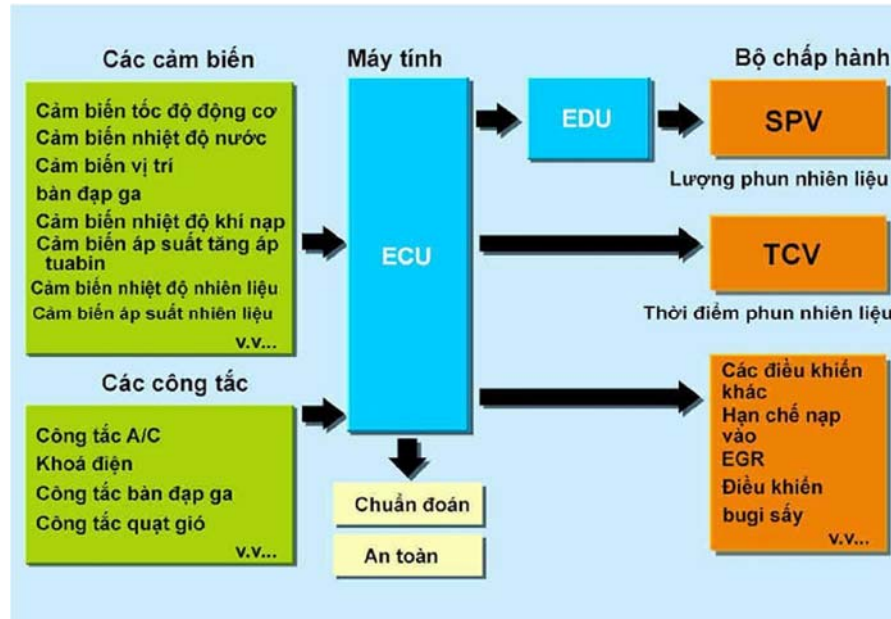 Các cảm biến
Cảm biến tốc độ động cơ
Cảm biến nhiệt độ nước
Cảm biến vị trí
bàn đạp ga
Cảm biến nhiệt độ khí nạp
Cảm biến áp suất tăng áp
tuabin
Cảm biến nhiệt độ nhiên liệu
Cảm biến áp suất nhiên liệu
v.v...
Các công tắc
Công tắc A/C
Khoá điện
Công tắc bàn đạp ga
Công tắc quạt gió
v.v...
Máy tính
ECU
Chuẩn đoán
An toàn
EDU
Bộ chấp hành
SPV
Lượng phun nhiên liệu
TCV
Thời điểm phun nhiên liệu
Các điều khiến
khác
Hạn chế nạp
vào
EGR
Điều khiến
bugi sấy
v.v...